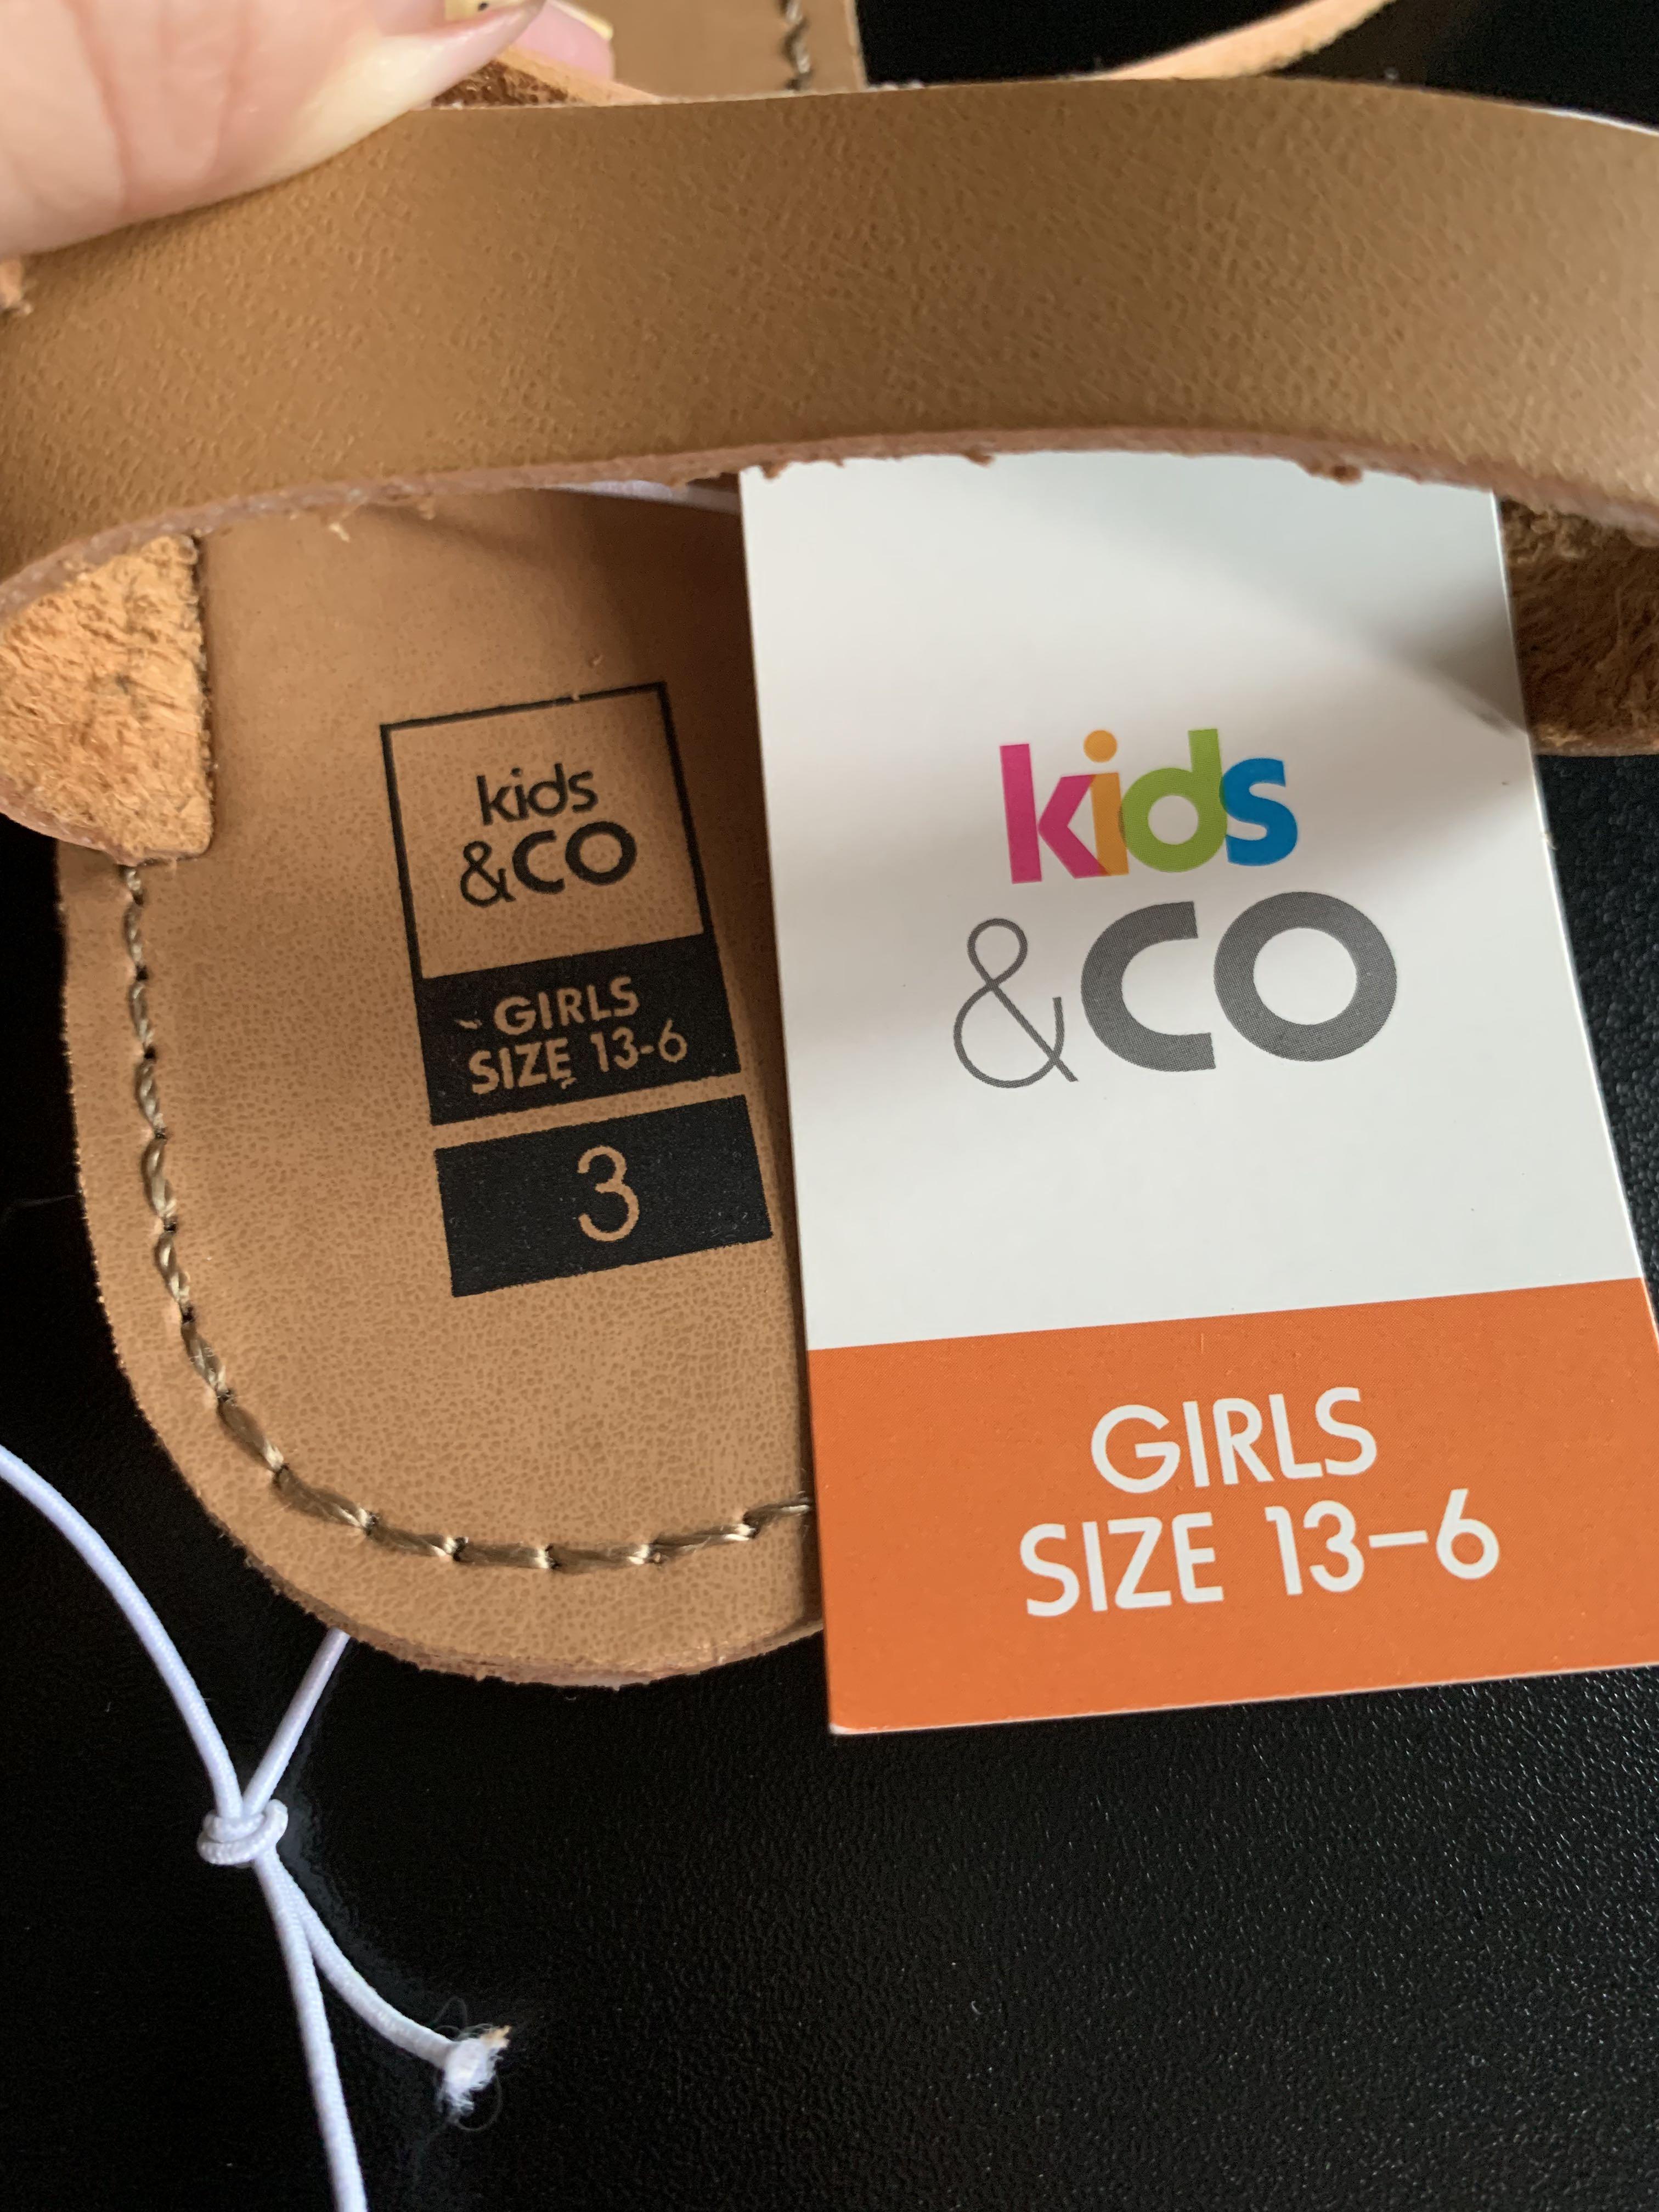 kids
&CO
GIRLS
SIZE 13-6
3
kids
&CO
GIRLS
SIZE 13-6